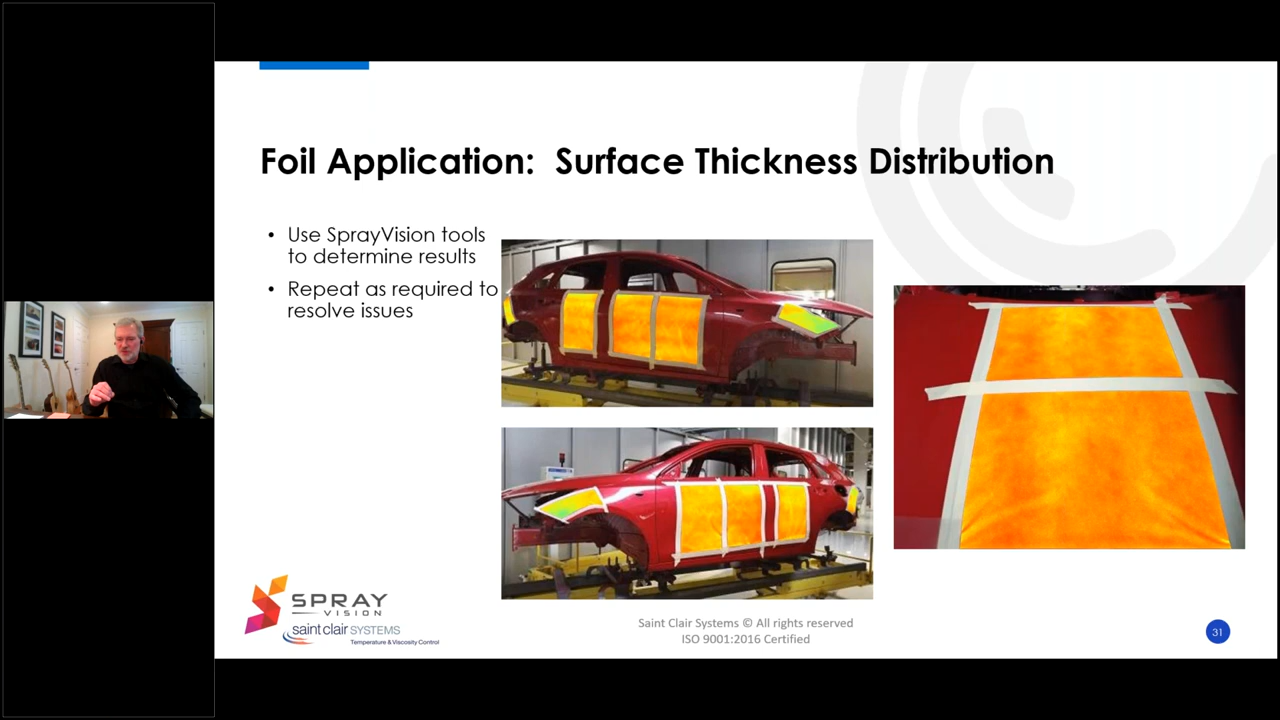 Foil Application: Surface Thickness Distribution
• Use SprayVision tools
to determine results
• Repeat as required to
resolve issues
SPRAY
VISION
saint clair SYSTEMS
Temperature & Viscosity Control
Saint Clair Systems © All rights reserved
ISO 9001:2016 Certified
31